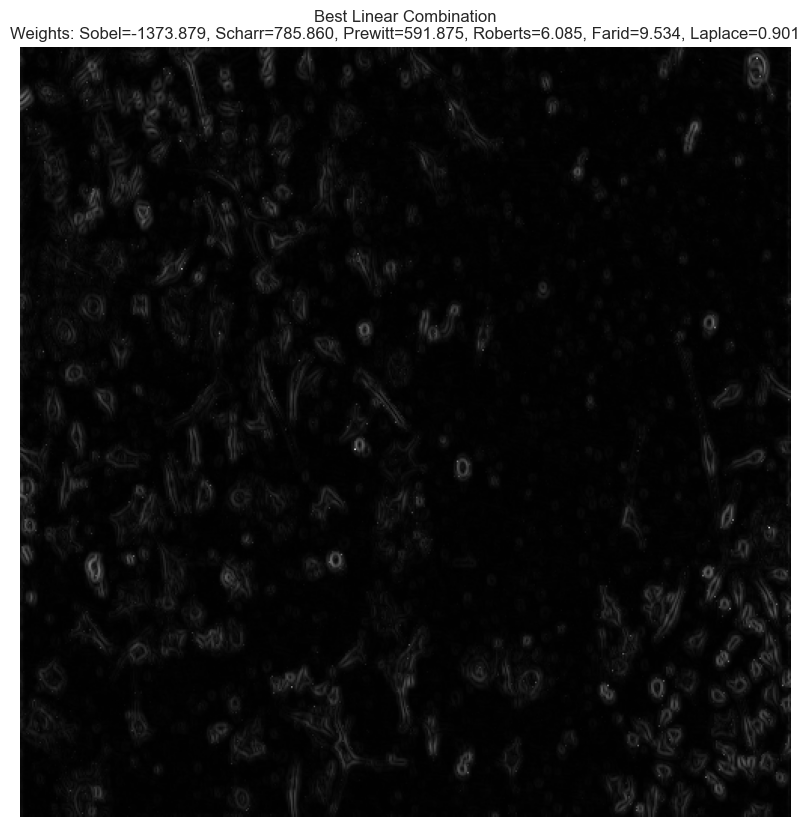 Best Linear Combination
Weights: Sobel=-1373.879, Scharr=785.860, Prewitt=591.875, Roberts=6.085, Farid=9.534, Laplace=0.901